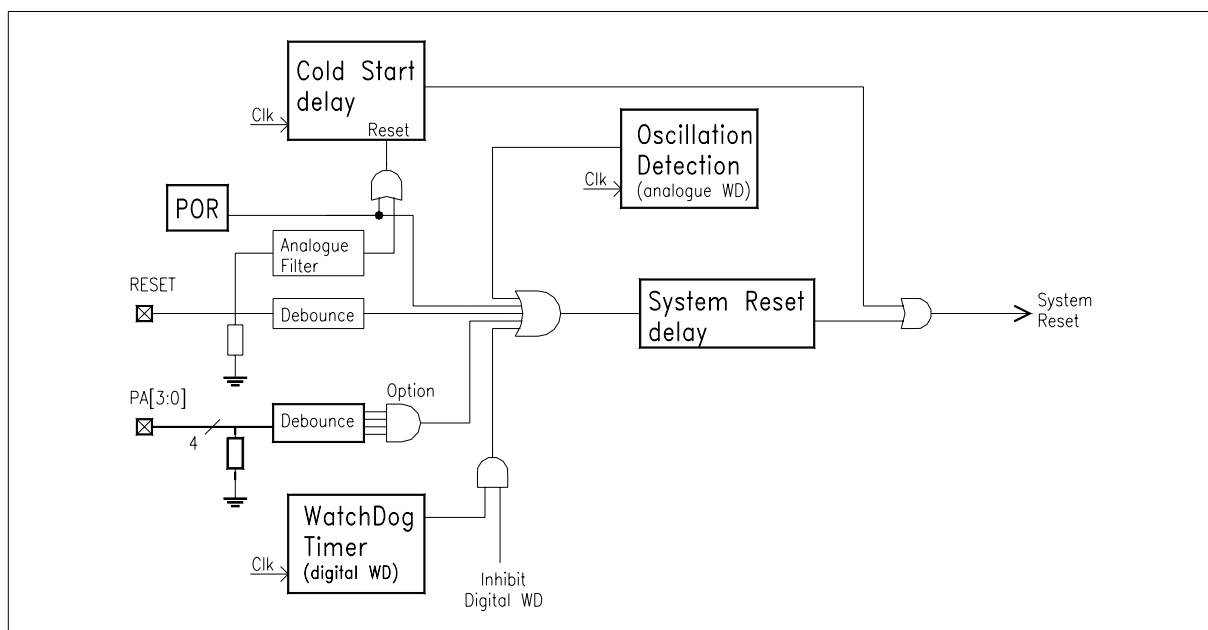 Cold Start
delay
Clk
Reset
Oscillation
Detection
(analogue WD)
Clk
POR
Analogue
Filter
RESET
Debounce
System Reset
delay
System
Reset
PA[3:0]
4
Debounce
Option
WatchDog
Timer
(digital WD)
Clk
Inhibit
Digital WD